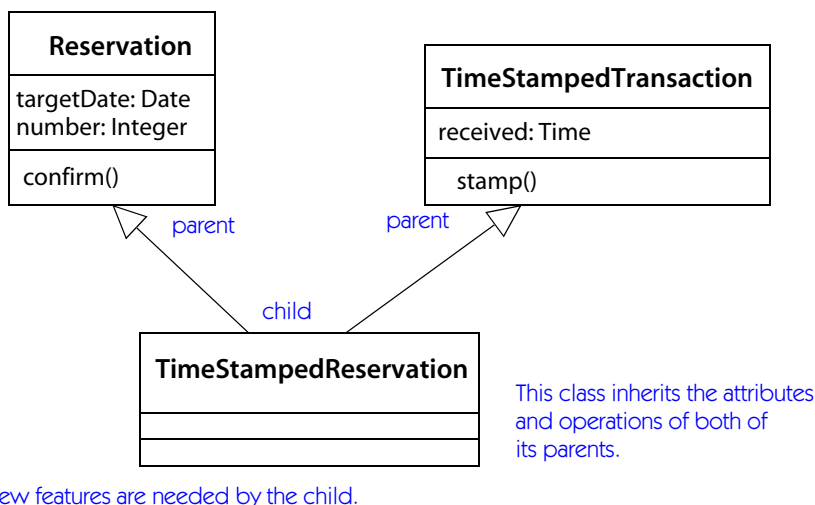 Reservation
targetDate: Date
number: Integer
confirm()
TimeStampedTransaction
received: Time
stamp()
parent
parent
child
TimeStampedReservation
This class inherits the attributes
and operations of both of
its parents.
features are needed by the child.